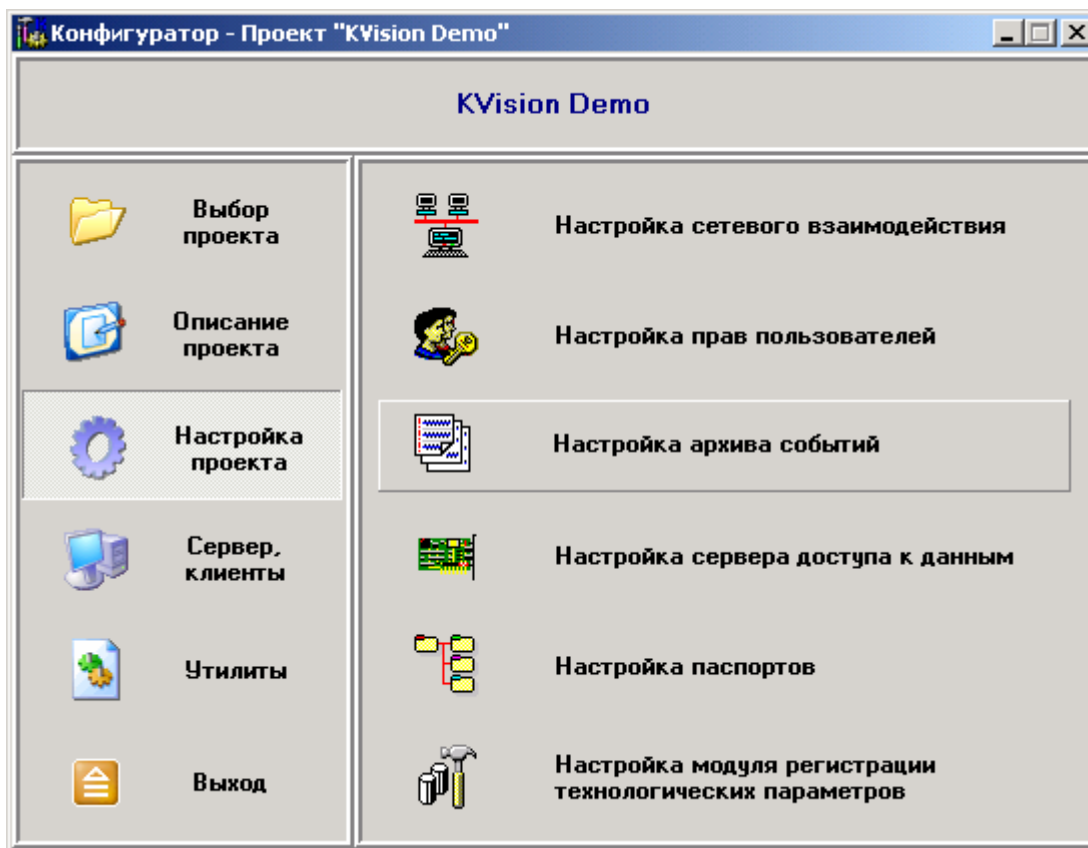 Конфигуратор - Проект "KVision Demo"
KVision Demo
Выбор
проекта
Описание
проекта
Настройка
проекта
Сервер,
клиенты
Утилиты
Выход
Настройка сетевого взаимодействия
Настройка прав пользователей
Настройка архива событий
Настройка сервера доступа к данным
Настройка паспортов
Настройка модуля регистрации
технологических параметров